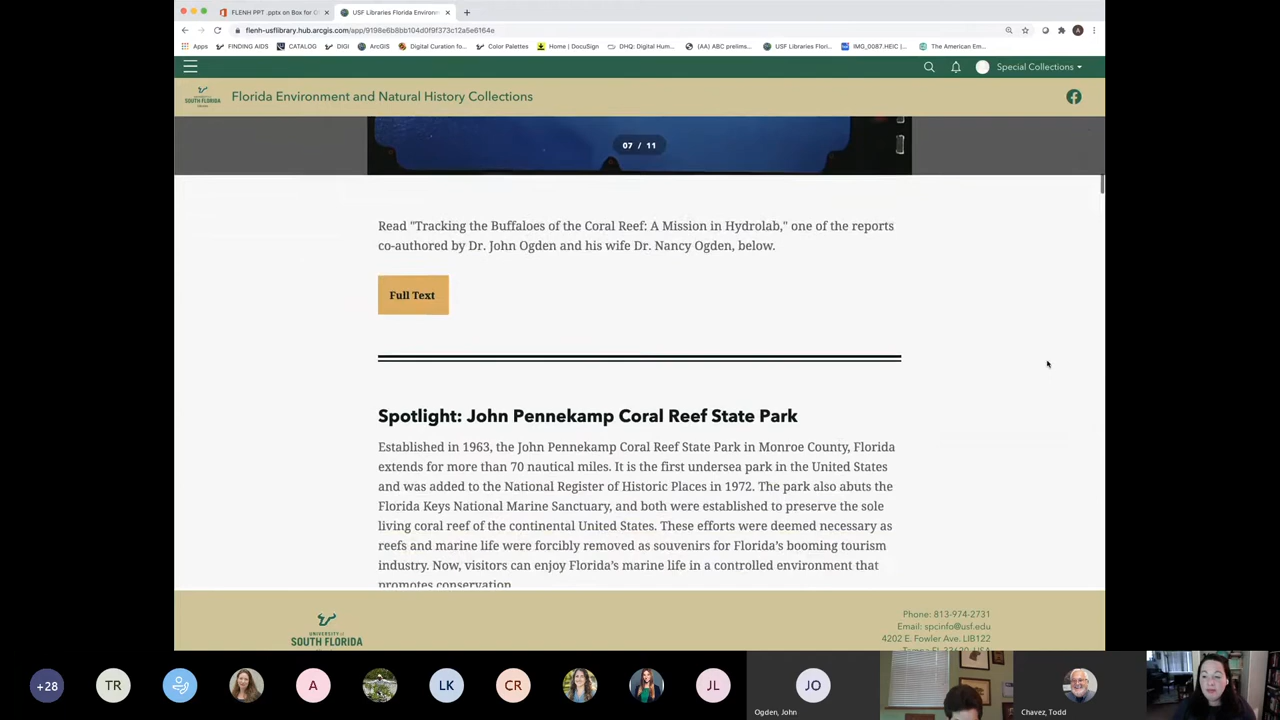 FLENH PPT .pptx on Box for O
USF Libraries Florida Environ
flenh-usflibrary.hub.arcgis.com/app/9198e6b8bb104d0f9f373c12a5e6164e
Apps
FINDING AIDS
CATALOG
DIGI
ArcGIS
Digital Curation fo...
Color Palettes
Home | DocuSign
DHQ: Digital Hum...
(AA) ABC prelims...
USF Libraries Flori...
IMG_0087.HEIC |...
The American Em...
Special Collections
SOUTH FLORIDA
Florida Environment and Natural History Collections
07 / 11
Read "Tracking the Buffaloes of the Coral Reef: A Mission in Hydrolab," one of the reports
co-authored by Dr. John Ogden and his wife Dr. Nancy Ogden, below.
Full Text
Spotlight: John Pennekamp Coral Reef State Park
Established in 1963, the John Pennekamp Coral Reef State Park in Monroe County, Florida
extends for more than 70 nautical miles. It is the first undersea park in the United States
and was added to the National Register of Historic Places in 1972. The park also abuts the
Florida Keys National Marine Sanctuary, and both were established to preserve the sole
living coral reef of the continental United States. These efforts were deemed necessary as
reefs and marine life were forcibly removed as souvenirs for Florida's booming tourism
industry. Now, visitors can enjoy Florida's marine life in a controlled environment that
promotes conservation.
UNIVERSITY of
SOUTH FLORIDA
Phone: 813-974-2731
Email: spcinfo@usf.edu
4202 E. Fowler Ave. LIB122
Tampa FL 33620, USA
+28
TR
A
LK
CR
JL
JO
Ogden, John
Chavez, Todd